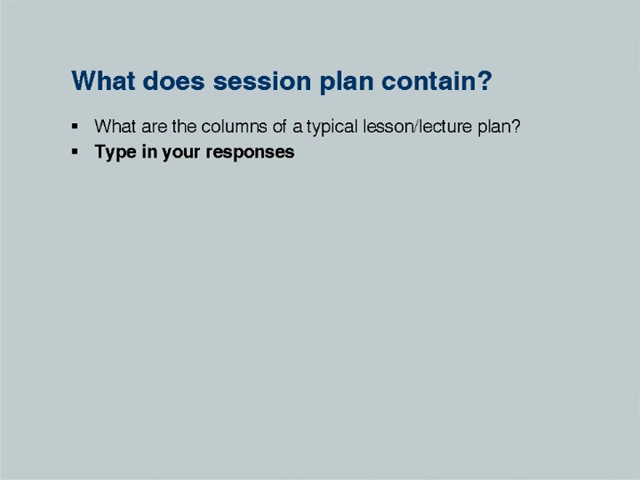 What does session plan contain?
▪ What are the columns of a typical lesson/lecture plan?
▪ Type in your responses